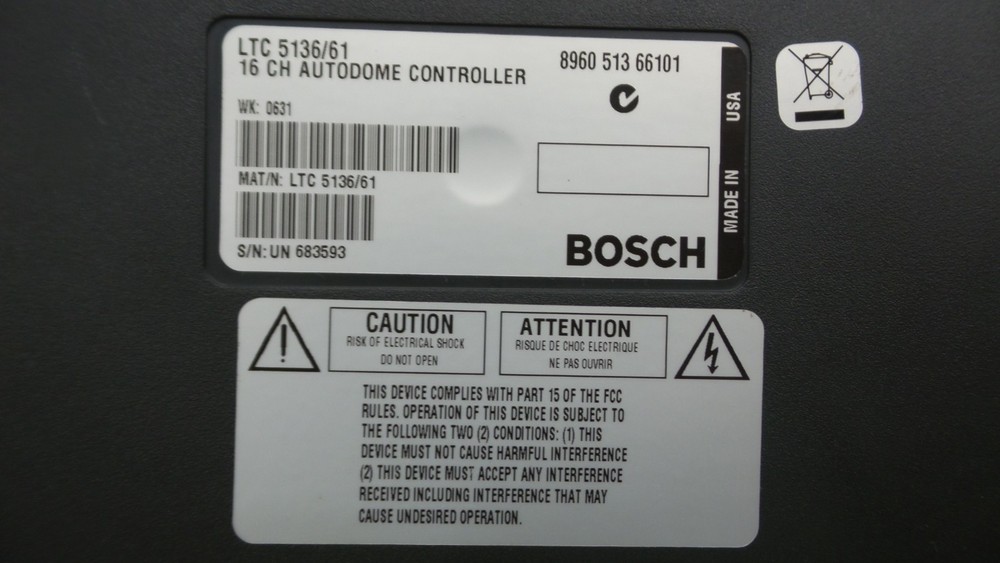 LTC 5136/61
16 CH AUTODOME CONTROLLER
8960 513 66101
WK: 0631
MAT/N: LTC 5136/61
S/N: UN 683593
BOSCH
MADE IN USA
CAUTION
RISK OF ELECTRICAL SHOCK
DO NOT OPEN
ATTENTION
RISQUE DE CHOC ELECTRIQUE
NE PAS OUVRIR
THIS DEVICE COMPLIES WITH PART 15 OF THE FCC
RULES. OPERATION OF THIS DEVICE IS SUBJECT TO
THE FOLLOWING TWO (2) CONDITIONS: (1) THIS
DEVICE MUST NOT CAUSE HARMFUL INTERFERENCE
(2) THIS DEVICE MUST ACCEPT ANY INTERFERENCE
RECEIVED INCLUDING INTERFERENCE THAT MAY
CAUSE UNDESIRED OPERATION.